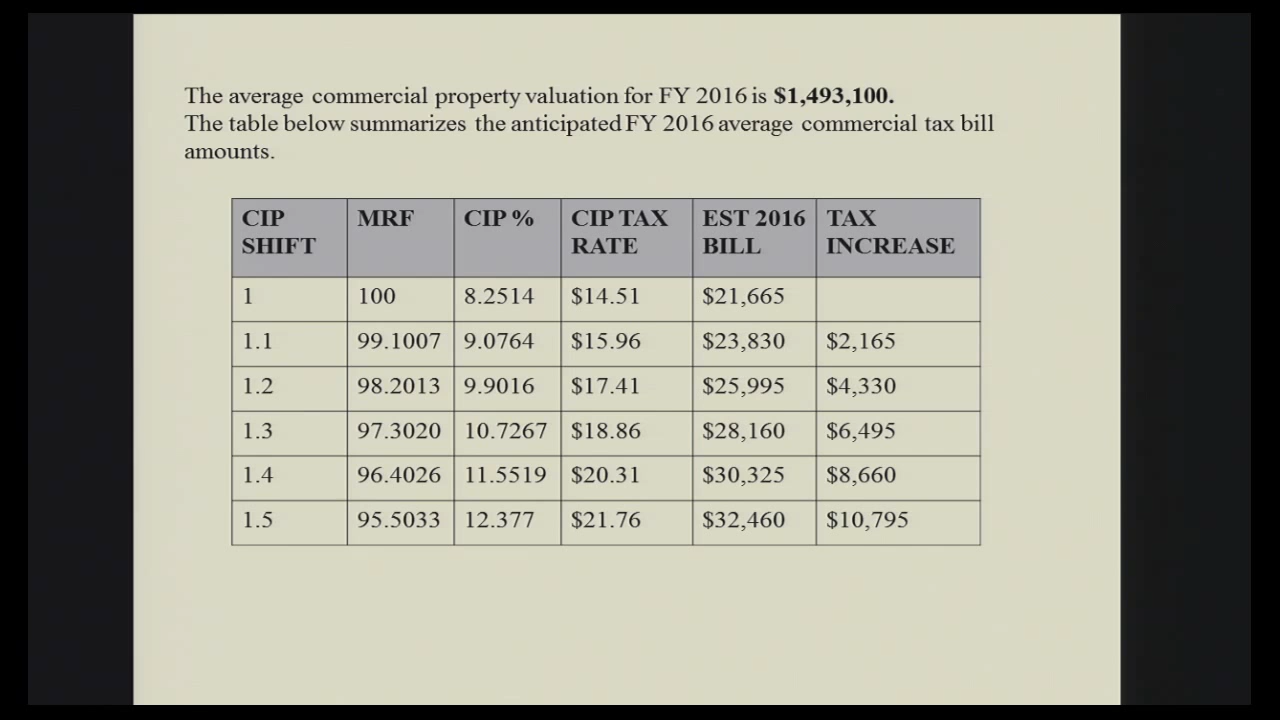 The average commercial property valuation for FY 2016 is $1,493,100.
The table below summarizes the anticipated FY 2016 average commercial tax bill
amounts.
CIP SHIFT MRF CIP % CIP TAX RATE EST 2016 BILL TAX INCREASE
1 100 8.2514 $14.51 $21,665
1.1 99.1007 9.0764 $15.96 $23,830 $2,165
1.2 98.2013 9.9016 $17.41 $25,995 $4,330
1.3 97.3020 10.7267 $18.86 $28,160 $6,495
1.4 96.4026 11.5519 $20.31 $30,325 $8,660
1.5 95.5033 12.377 $21.76 $32,460 $10,795